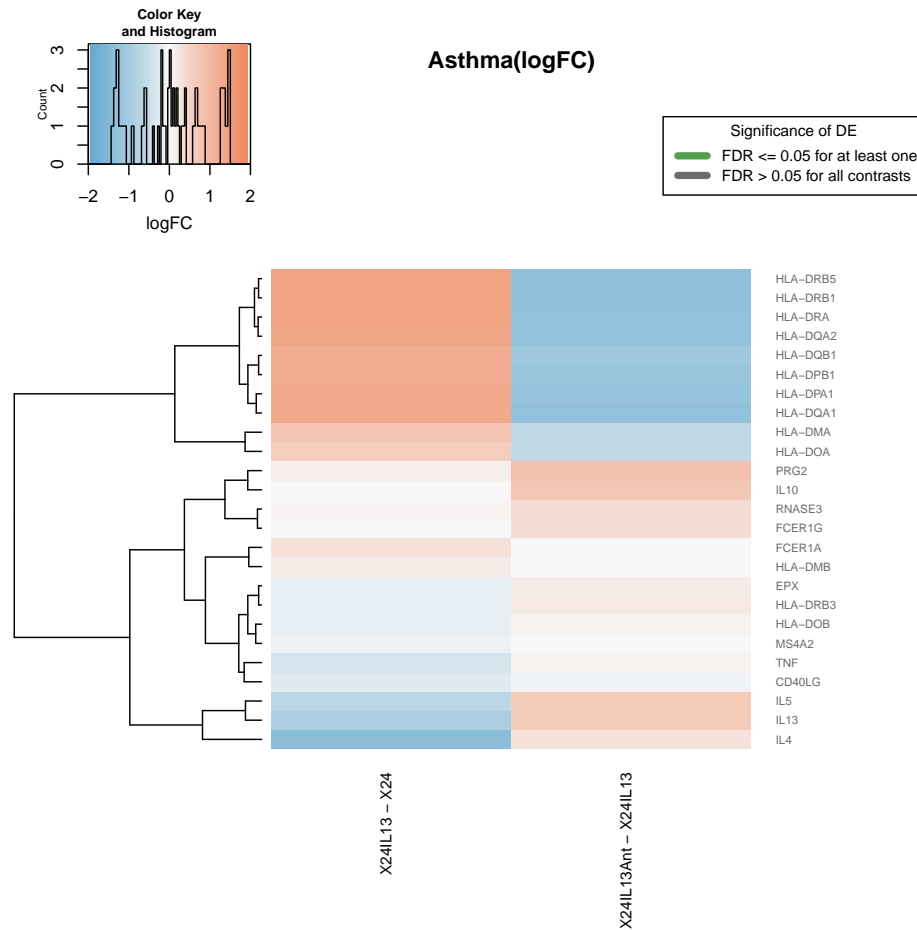 Color Key
and Histogram
Count
0
1
2
3
−2
−1
0
1
2
logFC
Asthma(logFC)
Significance of DE
FDR <= 0.05 for at least one
FDR > 0.05 for all contrasts
HLA−DRB5
HLA−DRB1
HLA−DRA
HLA−DQA2
HLA−DQB1
HLA−DPB1
HLA−DPA1
HLA−DQA1
HLA−DMA
HLA−DOA
PRG2
IL10
RNASE3
FCER1G
FCER1A
HLA−DMB
EPX
HLA−DRB3
HLA−DOB
MS4A2
TNF
CD40LG
IL5
IL13
IL4
X24IL13 − X24
X24IL13Ant − X24IL13